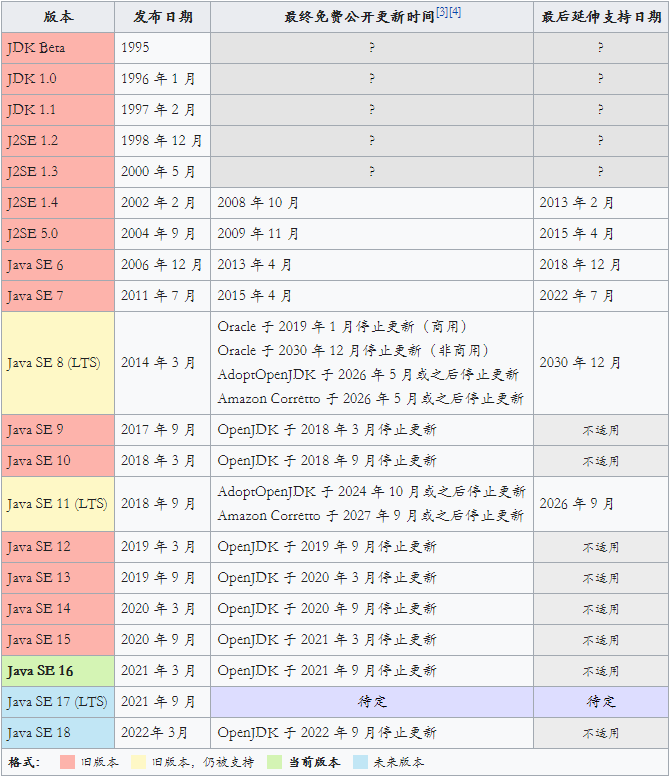 版本 发布日期 最终免费公开更新时间[3][4] 最后延伸支持日期
JDK Beta 1995 ? ?
JDK 1.0 1996 年 1 月 ? ?
JDK 1.1 1997 年 2 月 ? ?
J2SE 1.2 1998 年 12 月 ? ?
J2SE 1.3 2000 年 5 月 ? ?
J2SE 1.4 2002 年 2 月 2008 年 10 月 2013 年 2 月
J2SE 5.0 2004 年 9 月 2009 年 11 月 2015 年 4 月
Java SE 6 2006 年 12 月 2013 年 4 月 2018 年 12 月
Java SE 7 2011 年 7 月 2015 年 4 月 2022 年 7 月
Java SE 8 (LTS) 2014 年 3 月
Oracle 于 2019 年 1 月停止更新（商用）
Oracle 于 2030 年 12 月停止更新（非商用）
AdoptOpenJDK 于 2026 年 5 月或之后停止更新
Amazon Corretto 于 2026 年 5 月或之后停止更新
2030 年 12 月
Java SE 9 2017 年 9 月 OpenJDK 于 2018 年 3 月停止更新 不适用
Java SE 10 2018 年 3 月 OpenJDK 于 2018 年 9 月停止更新 不适用
Java SE 11 (LTS) 2018 年 9 月
AdoptOpenJDK 于 2024 年 10 月或之后停止更新
Amazon Corretto 于 2027 年 9 月或之后停止更新
2026 年 9 月
Java SE 12 2019 年 3 月 OpenJDK 于 2019 年 9 月停止更新 不适用
Java SE 13 2019 年 9 月 OpenJDK 于 2020 年 3 月停止更新 不适用
Java SE 14 2020 年 3 月 OpenJDK 于 2020 年 9 月停止更新 不适用
Java SE 15 2020 年 9 月 OpenJDK 于 2021 年 3 月停止更新 不适用
Java SE 16 2021 年 3 月 OpenJDK 于 2021 年 9 月停止更新 不适用
Java SE 17 (LTS) 2021 年 9 月 待定 待定
Java SE 18 2022年 3月 OpenJDK 于 2022 年 9 月停止更新 不适用
格式： 旧版本 旧版本，仍被支持 当前版本 未来版本